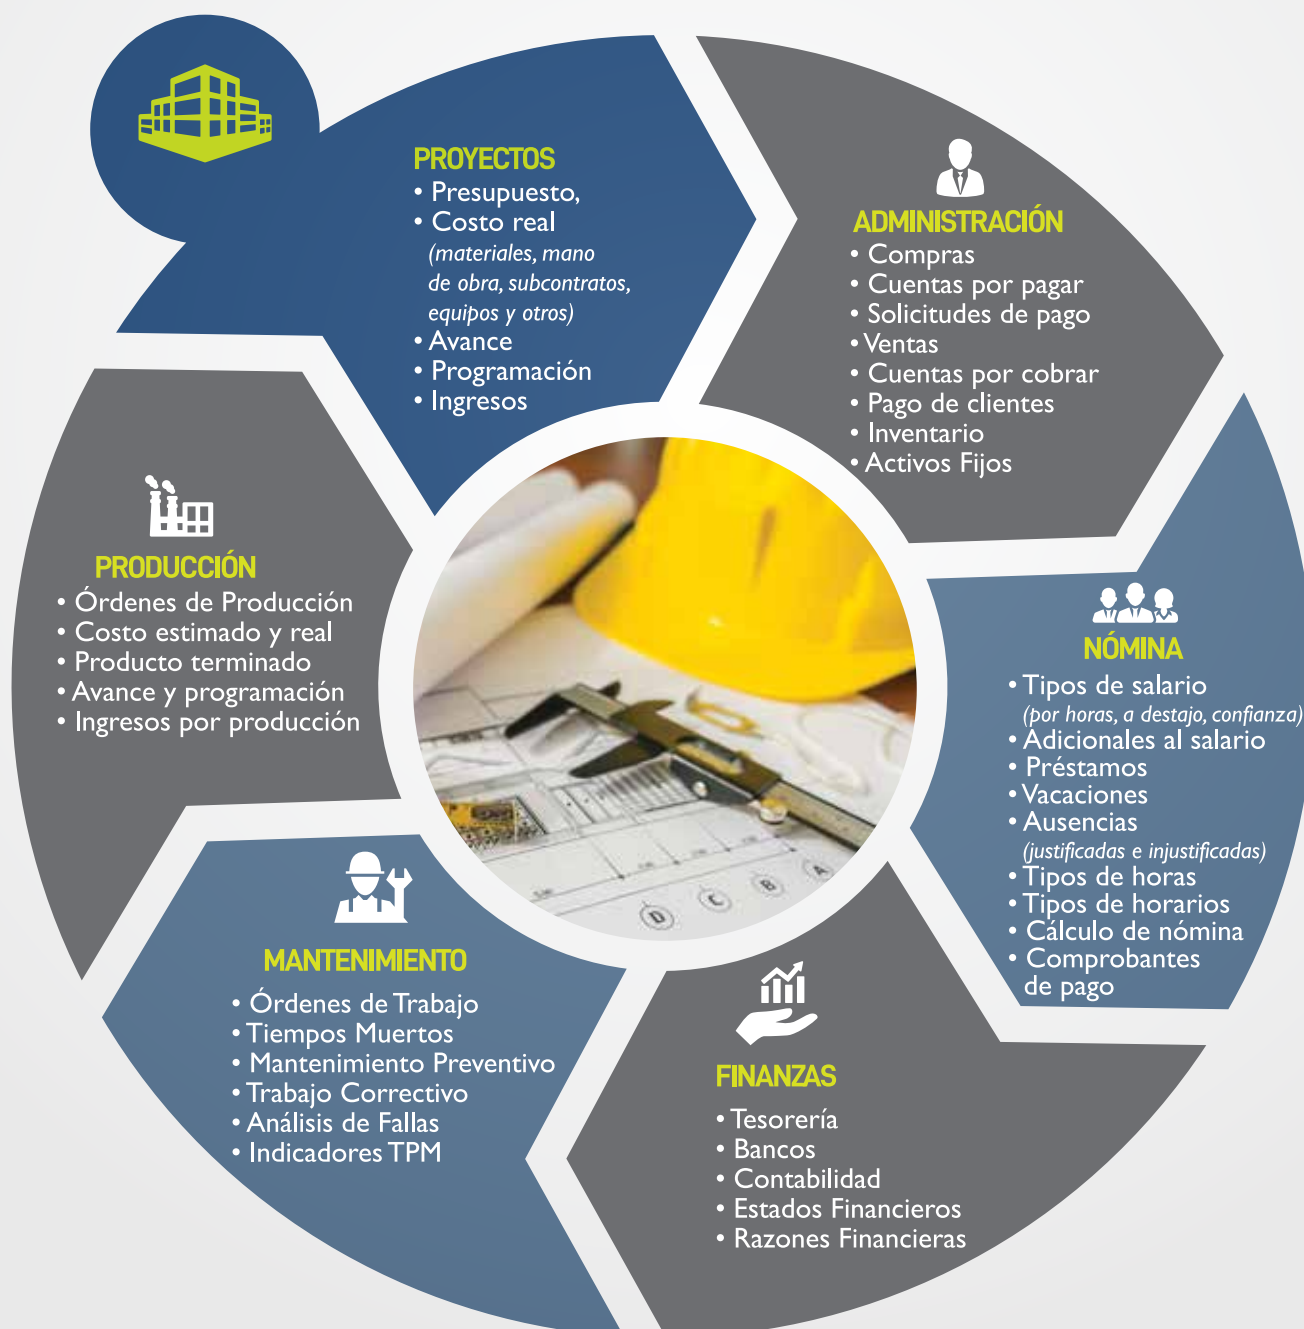 PROYECTOS
• Presupuesto,
• Costo real
(materiales, mano
de obra, subcontratos,
equipos y otros)
• Avance
• Programación
• Ingresos
ADMINISTRACIÓN
• Compras
• Cuentas por pagar
• Solicitudes de pago
• Ventas
• Cuentas por cobrar
• Pago de clientes
• Inventario
• Activos Fijos
NÓMINA
• Tipos de salario
(por horas, a destajo, confianza)
• Adicionales al salario
• Préstamos
• Vacaciones
• Ausencias
(justificadas e injustificadas)
• Tipos de horas
• Tipos de horarios
• Cálculo de nómina
• Comprobantes
de pago
FINANZAS
• Tesorería
• Bancos
• Contabilidad
• Estados Financieros
• Razones Financieras
MANTENIMIENTO
• Órdenes de Trabajo
• Tiempos Muertos
• Mantenimiento Preventivo
• Trabajo Correctivo
• Análisis de Fallas
• Indicadores TPM
PRODUCCIÓN
• Órdenes de Producción
• Costo estimado y real
• Producto terminado
• Avance y programación
• Ingresos por producción
D C B A